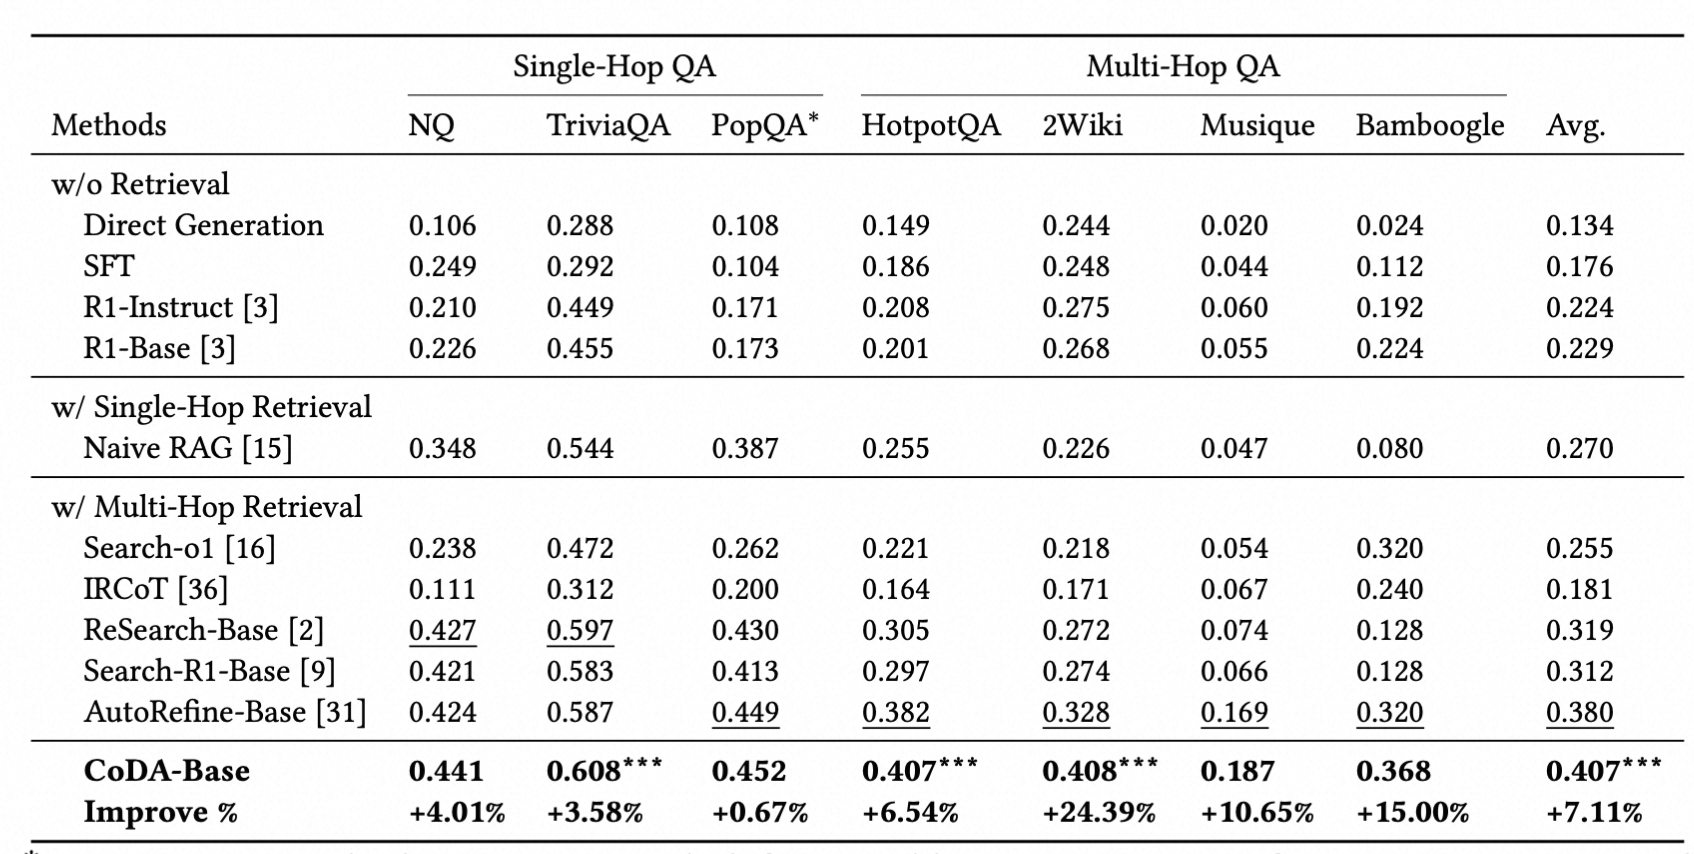 Single-Hop QA Multi-Hop QA
Methods NQ TriviaQA PopQA* HotpotQA 2Wiki Musique Bamboogle Avg.
w/o Retrieval
Direct Generation 0.106 0.288 0.108 0.149 0.244 0.020 0.024 0.134
SFT 0.249 0.292 0.104 0.186 0.248 0.044 0.112 0.176
R1-Instruct [3] 0.210 0.449 0.171 0.208 0.275 0.060 0.192 0.224
R1-Base [3] 0.226 0.455 0.173 0.201 0.268 0.055 0.224 0.229
w/ Single-Hop Retrieval
Naive RAG [15] 0.348 0.544 0.387 0.255 0.226 0.047 0.080 0.270
w/ Multi-Hop Retrieval
Search-o1 [16] 0.238 0.472 0.262 0.221 0.218 0.054 0.320 0.255
IRCoT [36] 0.111 0.312 0.200 0.164 0.171 0.067 0.240 0.181
ReSearch-Base [2] 0.427 0.597 0.430 0.305 0.272 0.074 0.128 0.319
Search-R1-Base [9] 0.421 0.583 0.413 0.297 0.274 0.066 0.128 0.312
AutoRefine-Base [31] 0.424 0.587 0.449 0.382 0.328 0.169 0.320 0.380
CoDA-Base 0.441 0.608*** 0.452 0.407*** 0.408*** 0.187 0.368 0.407***
Improve % +4.01% +3.58% +0.67% +6.54% +24.39% +10.65% +15.00% +7.11%